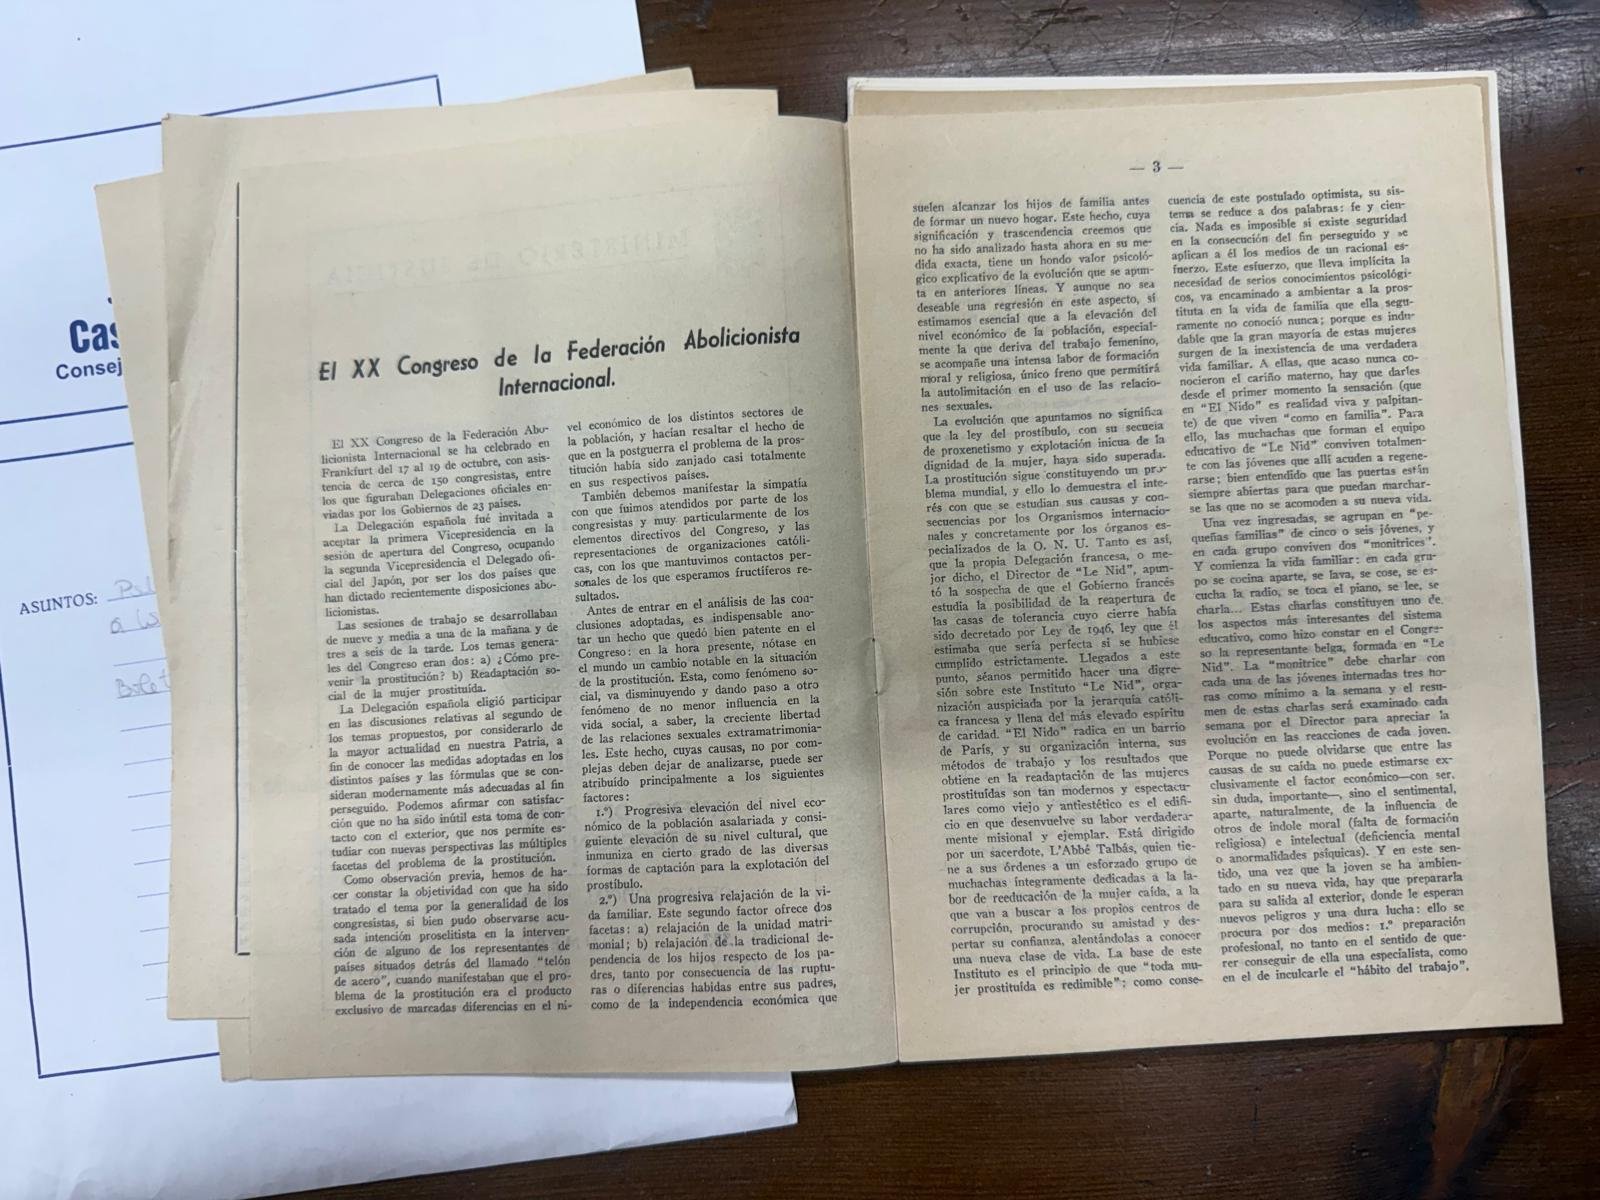 Cas
Consej
ASUNTOS:
El XX Congreso de la Federación Abolicionista
Internacional.
El XX Congreso de la Federación Abo-
licionista Internacional se ha celebrado en
Frankfurt del 17 al 19 de octubre, con asis-
tencia de cerca de 150 congresistas, entre
los que figuraban Delegaciones oficiales en-
viadas por los Gobiernos de 23 países.
La Delegación española fué invitada a
aceptar la primera Vicepresidencia en la
sesión de apertura del Congreso, ocupando
la segunda Vicepresidencia el Delegado ofi-
cial del Japón, por ser los dos países que
han dictado recientemente disposiciones abo-
licionistas.
Las sesiones de trabajo se desarrollaban
de nueve y media a una de la mañana y de
tres a seis de la tarde. Los temas genera-
les del Congreso eran dos: a) ¿Cómo pre-
venir la prostitución? b) Readaptación so-
cial de la mujer prostituída.
La Delegación española eligió participar
en las discusiones relativas al segundo de
los temas propuestos, por considerarlo de
la mayor actualidad en nuestra Patria, a
fin de conocer las medidas adoptadas en los
distintos países y las fórmulas que se con-
sideran modernamente más adecuadas al fin
perseguido. Podemos afirmar con satisfac-
ción que no ha sido inútil esta toma de con-
tacto con el exterior, que nos permite es-
tudiar con nuevas perspectivas las múltiples
facetas del problema de la prostitución.
Como observación previa, hemos de ha-
cer constar la objetividad con que ha sido
tratado el tema por la generalidad de los
congresistas, si bien pudo observarse acu-
sada intención proselitista en la interven-
ción de alguno de los representantes de
países situados detrás del llamado "telón
de acero", cuando manifestaban que el pro-
blema de la prostitución era el producto
exclusivo de marcadas diferencias en el ni-
vel económico de los distintos sectores de
la población, y hacían resaltar el hecho de
que en la postguerra el problema de la pros-
titución había sido zanjado casi totalmente
en sus respectivos países.
También debemos manifestar la simpatía
con que fuimos atendidos por parte de los
congresistas y muy particularmente de los
elementos directivos del Congreso, y las
representaciones de organizaciones católi-
cas, con los que mantuvimos contactos per-
sonales de los que esperamos fructíferos re-
sultados.
Antes de entrar en el análisis de las con-
clusiones adoptadas, es indispensable ano-
tar un hecho que quedó bien patente en el
Congreso: en la hora presente, nótase en
el mundo un cambio notable en la situación
de la prostitución. Esta, como fenómeno so-
cial, va disminuyendo y dando paso a otro
fenómeno de no menor influencia en la
vida social, a saber, la creciente libertad
de las relaciones sexuales extramatrimonia-
les. Este hecho, cuyas causas, no por com-
plejas deben dejar de analizarse, puede ser
atribuido principalmente a los siguientes
factores:
1.º) Progresiva elevación del nivel eco-
nómico de la población asalariada y consi-
guiente elevación de su nivel cultural, que
inmuniza en cierto grado de las diversas
formas de captación para la explotación del
prostíbulo.
2.º) Una progresiva relajación de la vi-
da familiar. Este segundo factor ofrece dos
facetas: a) relajación de la unidad matri-
monial; b) relajación de la tradicional de-
pendencia de los hijos respecto de los pa-
dres, tanto por consecuencia de las ruptu-
ras o diferencias habidas entre sus padres,
como de la independencia económica que
— 3 —
suelen alcanzar los hijos de familia antes
de formar un nuevo hogar. Este hecho, cuya
significación y trascendencia creemos que
no ha sido analizado hasta ahora en su me-
dida exacta, tiene un hondo valor psicoló-
gico explicativo de la evolución que se apun-
ta en anteriores líneas. Y aunque no sea
deseable una regresión en este aspecto, sí
estimamos esencial que a la elevación del
nivel económico de la población, especial-
mente la que deriva del trabajo femenino,
se acompañe una intensa labor de formación
moral y religiosa, único freno que permitirá
la autolimitación en el uso de las relacio-
nes sexuales.
La evolución que apuntamos no significa
que la ley del prostíbulo, con su secuela
de proxenetismo y explotación inicua de la
dignidad de la mujer, haya sido superada.
La prostitución sigue constituyendo un pro-
blema mundial, y ello lo demuestra el inte-
rés con que se estudian sus causas y con-
secuencias por los Organismos internacio-
nales y concretamente por los órganos es-
pecializados de la O. N. U. Tanto es así,
que la propia Delegación francesa, o me-
jor dicho, el Director de "Le Nid", apun-
tó la sospecha de que el Gobierno francés
estudia la posibilidad de la reapertura de
las casas de tolerancia cuyo cierre había
sido decretado por Ley de 1946, ley que él
estimaba que sería perfecta si se hubiese
cumplido estrictamente. Llegados a este
punto, séanos permitido hacer una digre-
sión sobre este Instituto "Le Nid", orga-
nización auspiciada por la jerarquía católi-
ca francesa y llena del más elevado espíritu
de caridad. "El Nido" radica en un barrio
de París, y su organización interna, sus
métodos de trabajo y los resultados que
obtiene en la readaptación de las mujeres
prostituídas son tan modernos y espectacu-
lares como viejo y antiestético es el edifi-
cio en que desenvuelve su labor verdadera-
mente misional y ejemplar. Está dirigido
por un sacerdote, L'Abbé Talbás, quien tie-
ne a sus órdenes a un esforzado grupo de
muchachas íntegramente dedicadas a la la-
bor de reeducación de la mujer caída, a la
que van a buscar a los propios centros de
corrupción, procurando su amistad y des-
pertar su confianza, alentándolas a conocer
una nueva clase de vida. La base de este
Instituto es el principio de que "toda mu-
jer prostituída es redimible"; como conse-
cuencia de este postulado optimista, su sis-
tema se reduce a dos palabras: fe y cien-
cia. Nada es imposible si existe seguridad
en la consecución del fin perseguido y se
aplican a él los medios de un racional es-
fuerzo. Este esfuerzo, que lleva implícita la
necesidad de serios conocimientos psicológi-
cos, va encaminado a ambientar a la pros-
tituta en la vida de familia que ella segu-
ramente no conoció nunca; porque es indu-
dable que la gran mayoría de estas mujeres
surgen de la inexistencia de una verdadera
vida familiar. A ellas, que acaso nunca co-
nocieron el cariño materno, hay que darles
desde el primer momento la sensación (que
en "El Nido" es realidad viva y palpitan-
te) de que viven "como en familia". Para
ello, las muchachas que forman el equipo
educativo de "Le Nid" conviven totalmen-
te con las jóvenes que allí acuden a regene-
rarse; bien entendido que las puertas están
siempre abiertas para que puedan marchar-
se las que no se acomoden a su nueva vida.
Una vez ingresadas, se agrupan en "pe-
queñas familias" de cinco o seis jóvenes, y
en cada grupo conviven dos "monitrices".
Y comienza la vida familiar: en cada gru-
po se cocina aparte, se lava, se cose, se es-
cucha la radio, se toca el piano, se lee, se
charla... Estas charlas constituyen uno de
los aspectos más interesantes del sistema
educativo, como hizo constar en el Congre-
so la representante belga, formada en "Le
Nid". La "monitrice" debe charlar con
cada una de las jóvenes internadas tres ho-
ras como mínimo a la semana y el resu-
men de estas charlas será examinado cada
semana por el Director para apreciar la
evolución en las reacciones de cada joven.
Porque no puede olvidarse que entre las
causas de su caída no puede estimarse ex-
clusivamente el factor económico—con ser,
sin duda, importante—, sino el sentimental,
aparte, naturalmente, de la influencia de
otros de índole moral (falta de formación
religiosa) e intelectual (deficiencia mental
o anormalidades psíquicas). Y en este sen-
tido, una vez que la joven se ha ambien-
tado en su nueva vida, hay que prepararla
para su salida al exterior, donde le esperan
nuevos peligros y una dura lucha: ello se
procura por dos medios: 1.º preparación
profesional, no tanto en el sentido de que-
rer conseguir de ella una especialista, como
en el de inculcarle el "hábito del trabajo".